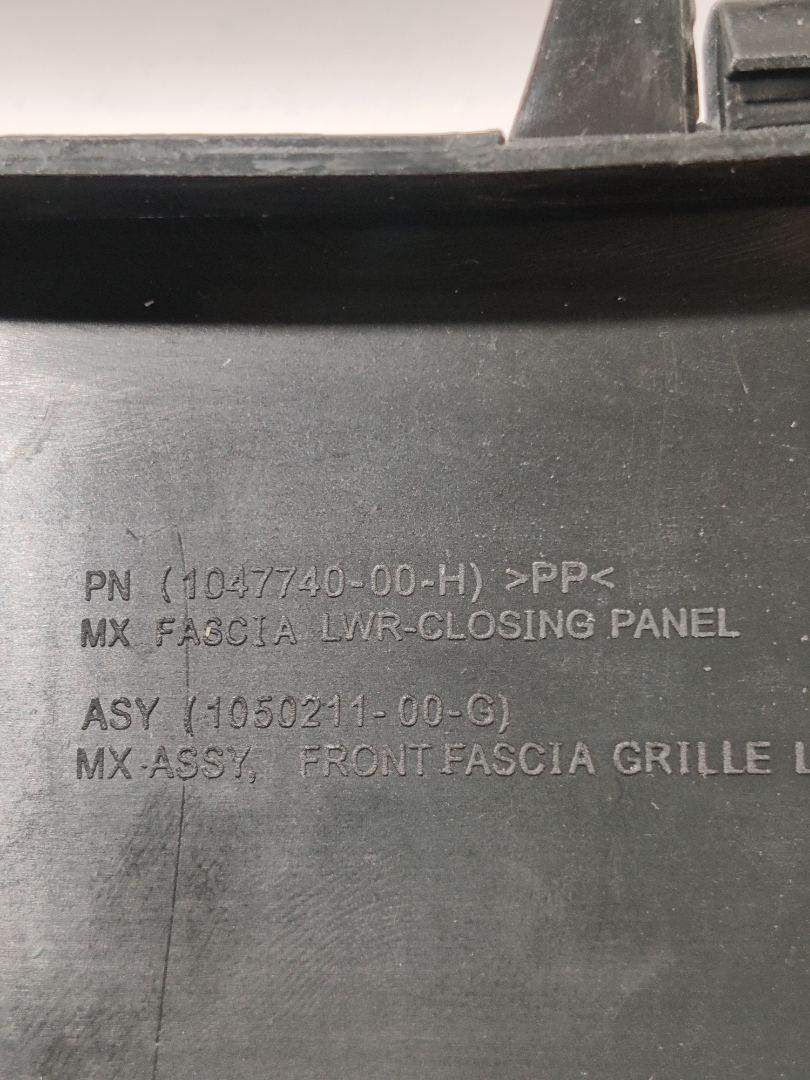 PN (1047740-00-H) >PP<
MX FASCIA LWR-CLOSING PANEL
ASY (1050211-00-G)
MX-ASSY, FRONT FASCIA GRILLE L